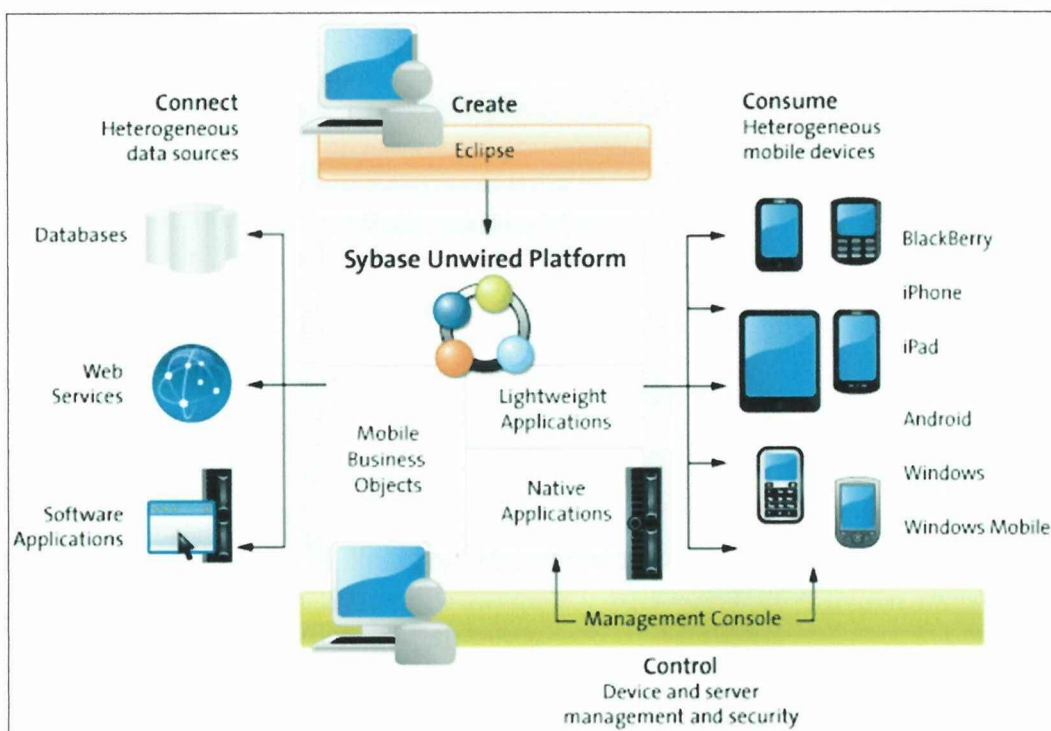 Connect
Heterogeneous
data sources
Databases
Web
Services
Software
Applications
Create
Eclipse
Sybase Unwired Platform
Mobile
Business
Objects
Lightweight
Applications
Native
Applications
Consume
Heterogeneous
mobile devices
BlackBerry
iPhone
iPad
Android
Windows
Windows Mobile
Management Console
Control
Device and server
management and security